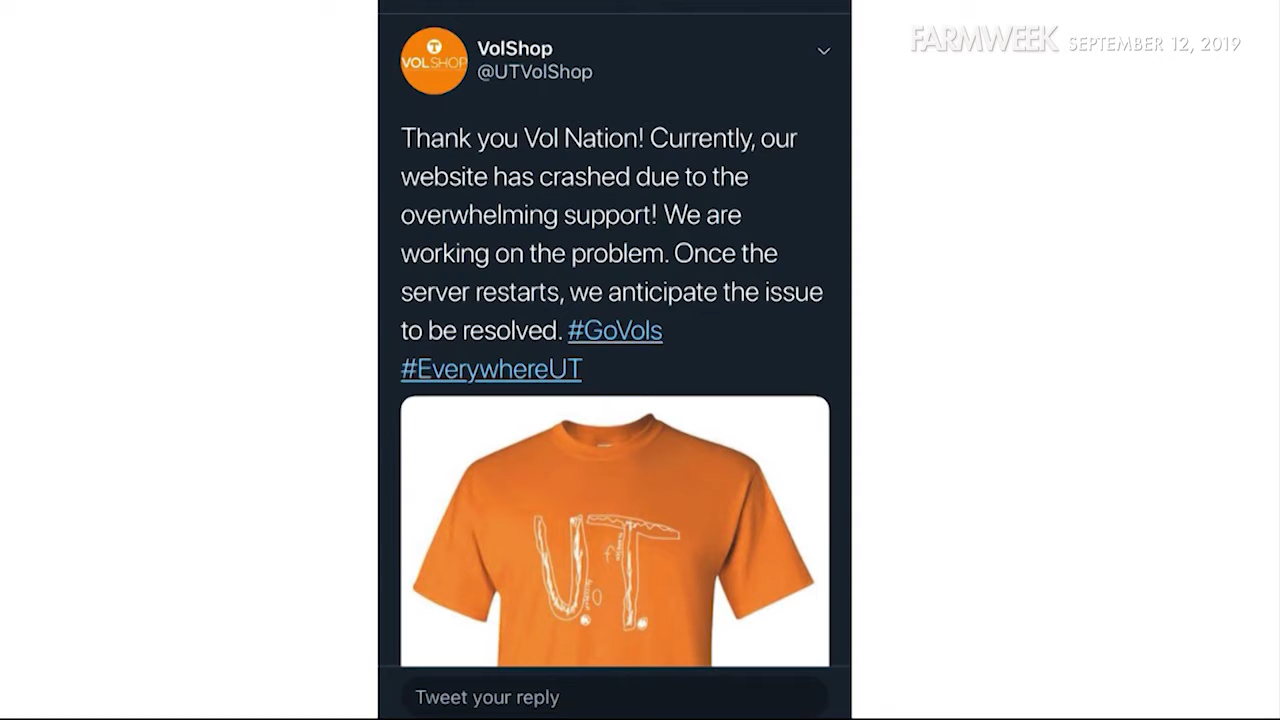 FARMWEEK SEPTEMBER 12, 2019
T
VOLSHOP
VolShop
@UTVolShop
Thank you Vol Nation! Currently, our
website has crashed due to the
overwhelming support! We are
working on the problem. Once the
server restarts, we anticipate the issue
to be resolved. #GoVols
#EverywhereUT
U.T.
Tweet your reply